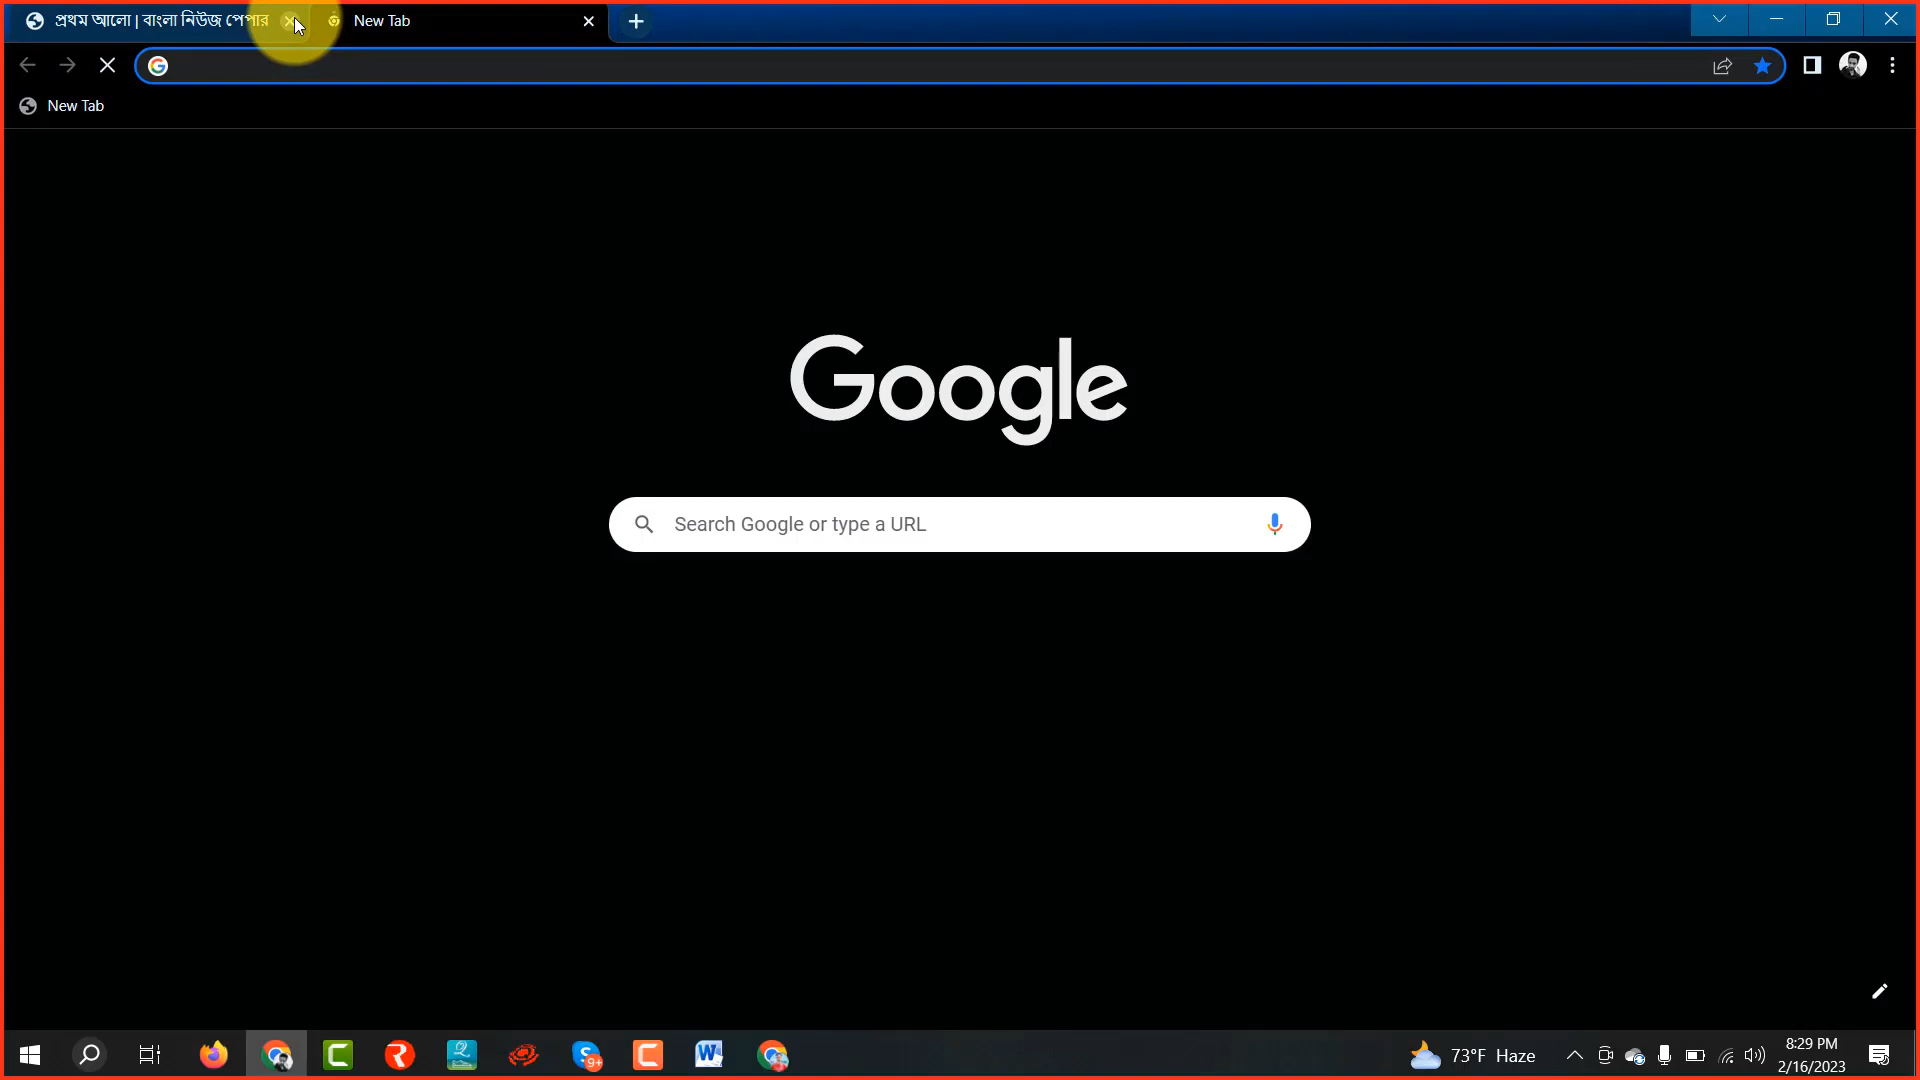 প্রথম আলো | বাংলা নিউজ পেপার
New Tab
New Tab
Google
Search Google or type a URL
9+
73°F Haze
8:29 PM
2/16/2023